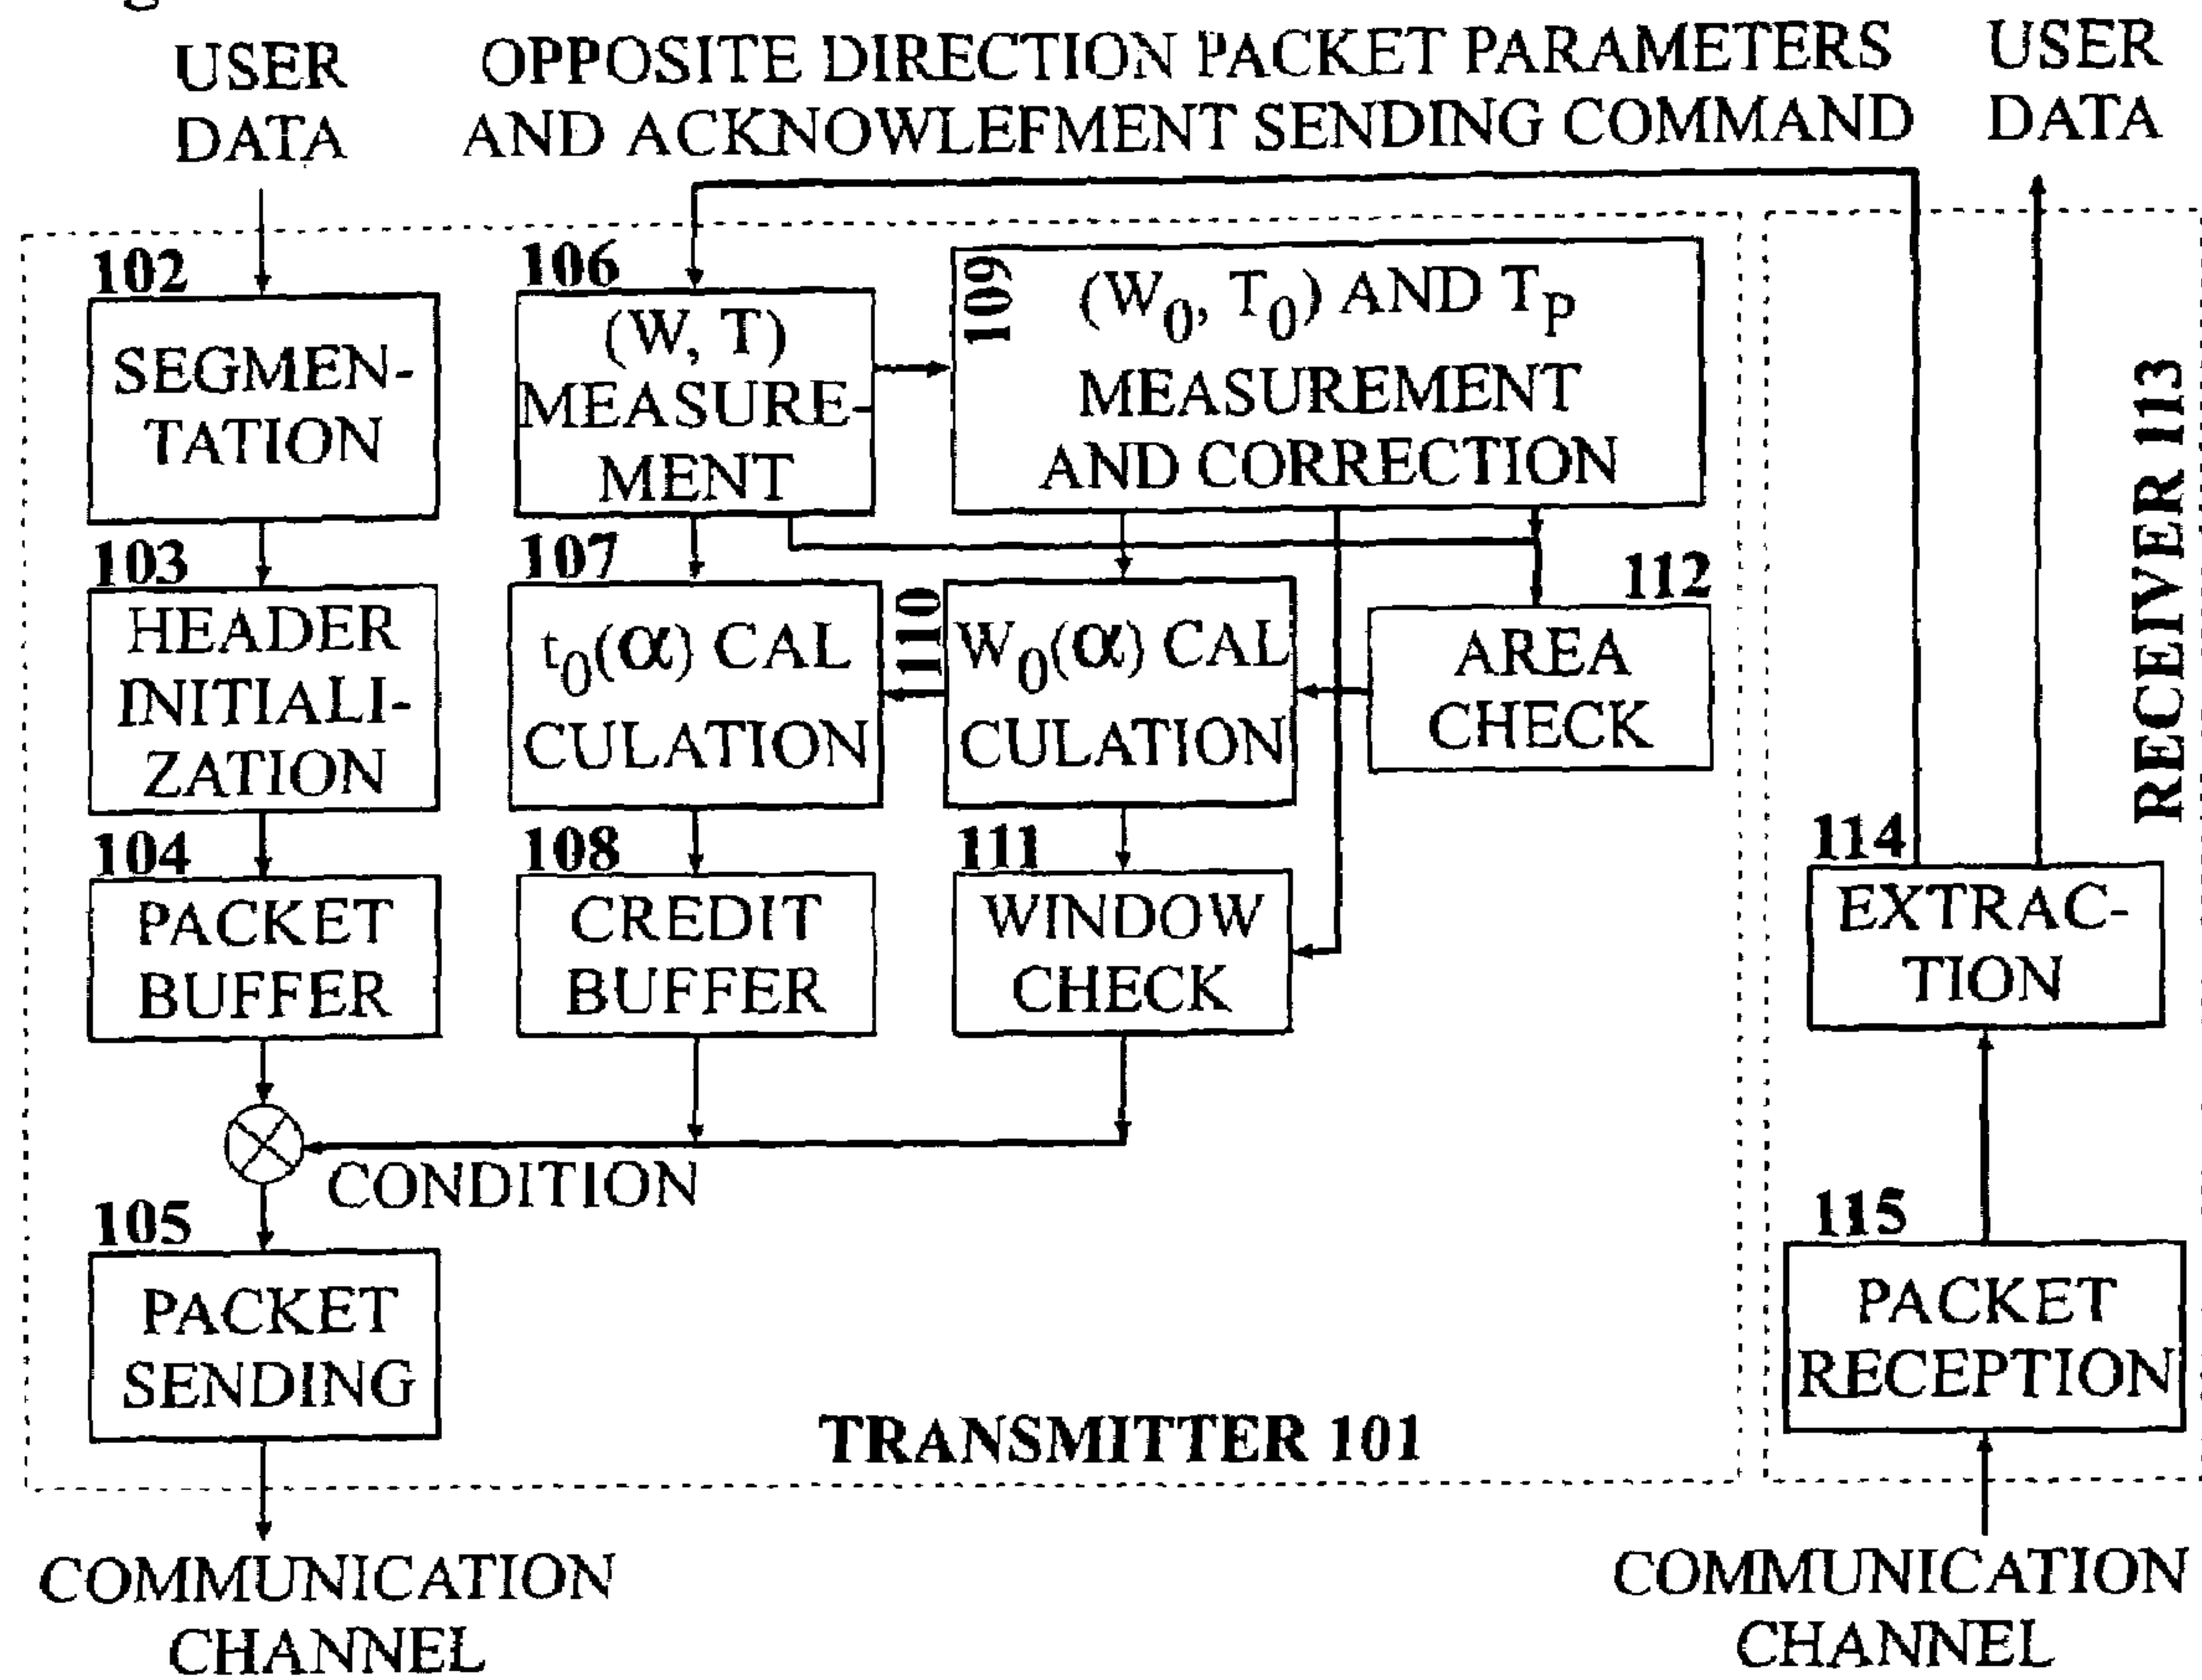 USER DATA
OPPOSITE DIRECTION PACKET PARAMETERS
AND ACKNOWLEFMENT SENDING COMMAND
USER DATA
102
SEGMEN-
TATION
103
HEADER
INITIALI-
ZATION
104
PACKET
BUFFER
CONDITION
105
PACKET
SENDING
106
(W, T)
MEASURE-
MENT
107
t₀(α) CAL
CULATION
108
CREDIT
BUFFER
109
(W₀, T₀) AND Tₚ
MEASUREMENT
AND CORRECTION
110
W₀(α) CAL
CULATION
111
WINDOW
CHECK
112
AREA
CHECK
TRANSMITTER 101
RECEIVER 113
114
EXTRAC-
TION
115
PACKET
RECEPTION
COMMUNICATION
CHANNEL
COMMUNICATION
CHANNEL